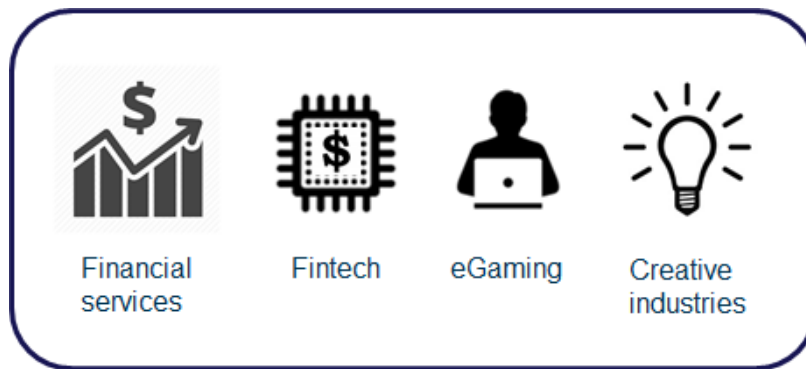 $
$
Financial
services
Fintech
eGaming
Creative
industries